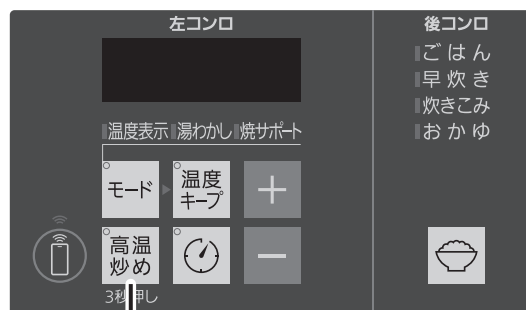 左コンロ
温度表示 湯わかし 焼サポート
モード
温度
キープ
＋
高温
炒め
－
3秒押し
後コンロ
ごはん
早炊き
炊きこみ
おかゆ